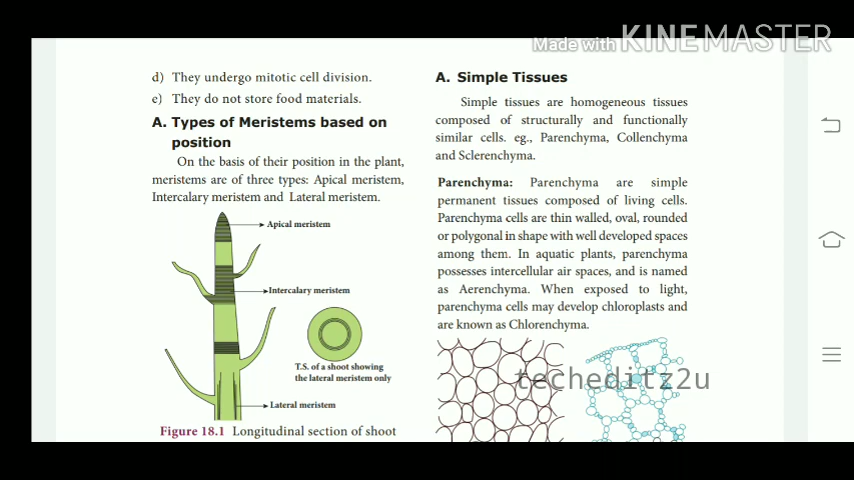 Made with KINEMASTER
d) They undergo mitotic cell division.
e) They do not store food materials.
A. Types of Meristems based on
position
On the basis of their position in the plant,
meristems are of three types: Apical meristem,
Intercalary meristem and Lateral meristem.
Apical meristem
Intercalary meristem
T.S. of a shoot showing
the lateral meristem only
Lateral meristem
Figure 18.1 Longitudinal section of shoot
A. Simple Tissues
Simple tissues are homogeneous tissues
composed of structurally and functionally
similar cells. eg., Parenchyma, Collenchyma
and Sclerenchyma.
Parenchyma: Parenchyma are simple
permanent tissues composed of living cells.
Parenchyma cells are thin walled, oval, rounded
or polygonal in shape with well developed spaces
among them. In aquatic plants, parenchyma
possesses intercellular air spaces, and is named
as Aerenchyma. When exposed to light,
parenchyma cells may develop chloroplasts and
are known as Chlorenchyma.
techeditz2u